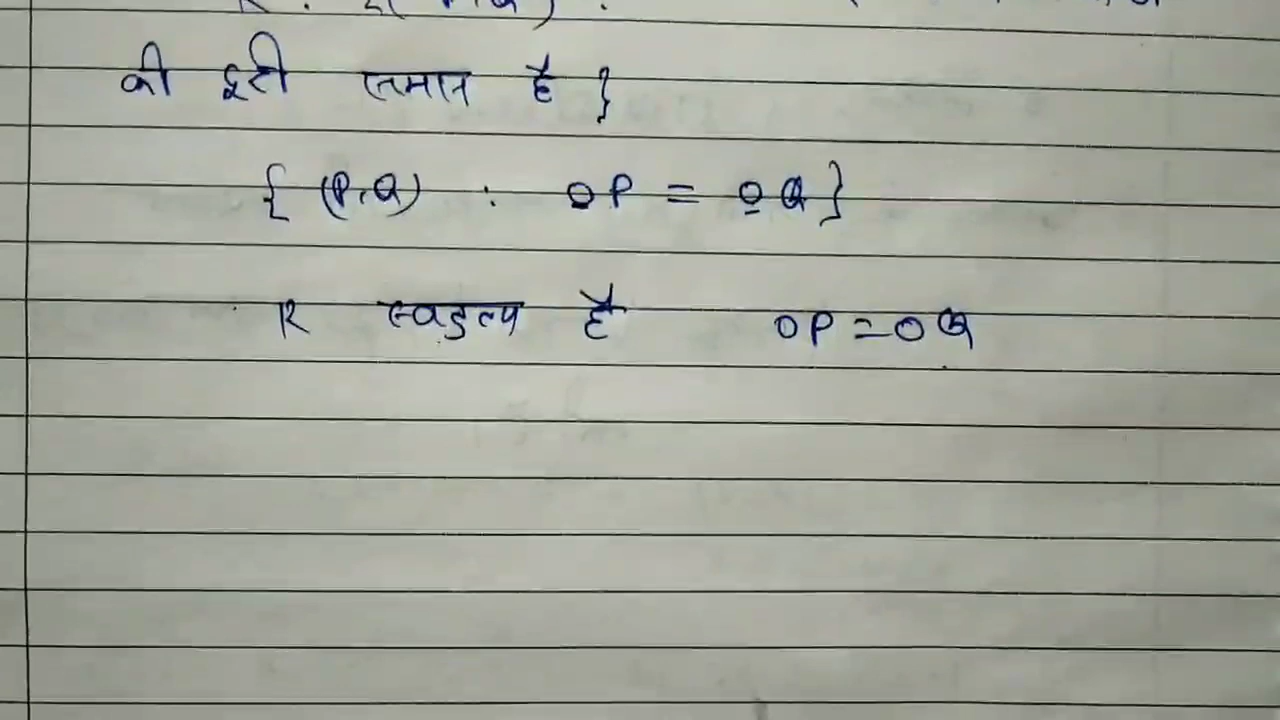 की दूरी समान है }
{ (P,Q) : OP = OQ }
R स्वतुल्य है OP = OQ